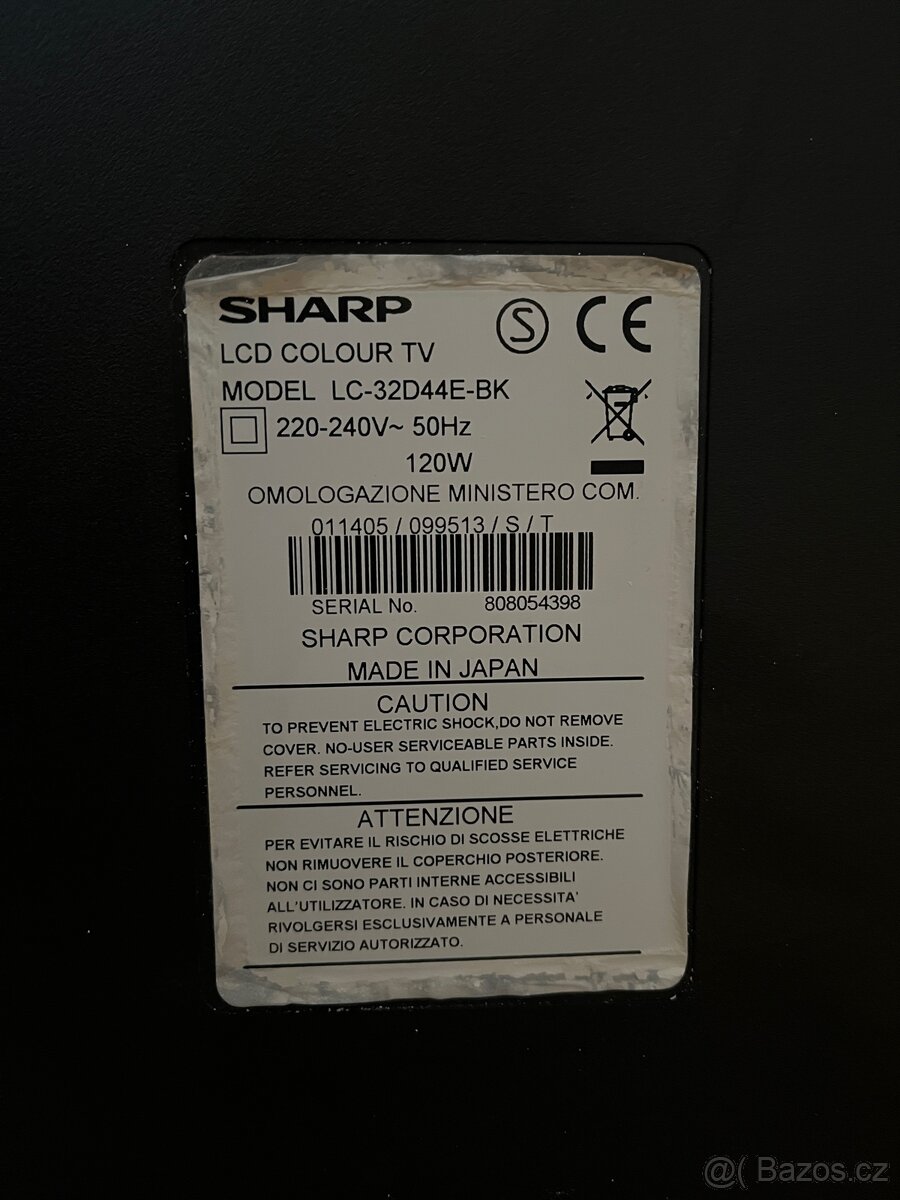 SHARP
LCD COLOUR TV
MODEL LC-32D44E-BK
220-240V~ 50Hz
120W
OMOLOGAZIONE MINISTERO COM.
011405 / 099513 / S / T
SERIAL No. 808054398
SHARP CORPORATION
MADE IN JAPAN
CAUTION
TO PREVENT ELECTRIC SHOCK,DO NOT REMOVE
COVER. NO-USER SERVICEABLE PARTS INSIDE.
REFER SERVICING TO QUALIFIED SERVICE
PERSONNEL.
ATTENZIONE
PER EVITARE IL RISCHIO DI SCOSSE ELETTRICHE
NON RIMUOVERE IL COPERCHIO POSTERIORE.
NON CI SONO PARTI INTERNE ACCESSIBILI
ALL'UTILIZZATORE. IN CASO DI NECESSITA'
RIVOLGERSI ESCLUSIVAMENTE A PERSONALE
DI SERVIZIO AUTORIZZATO.
S
CE
@( Bazos.cz